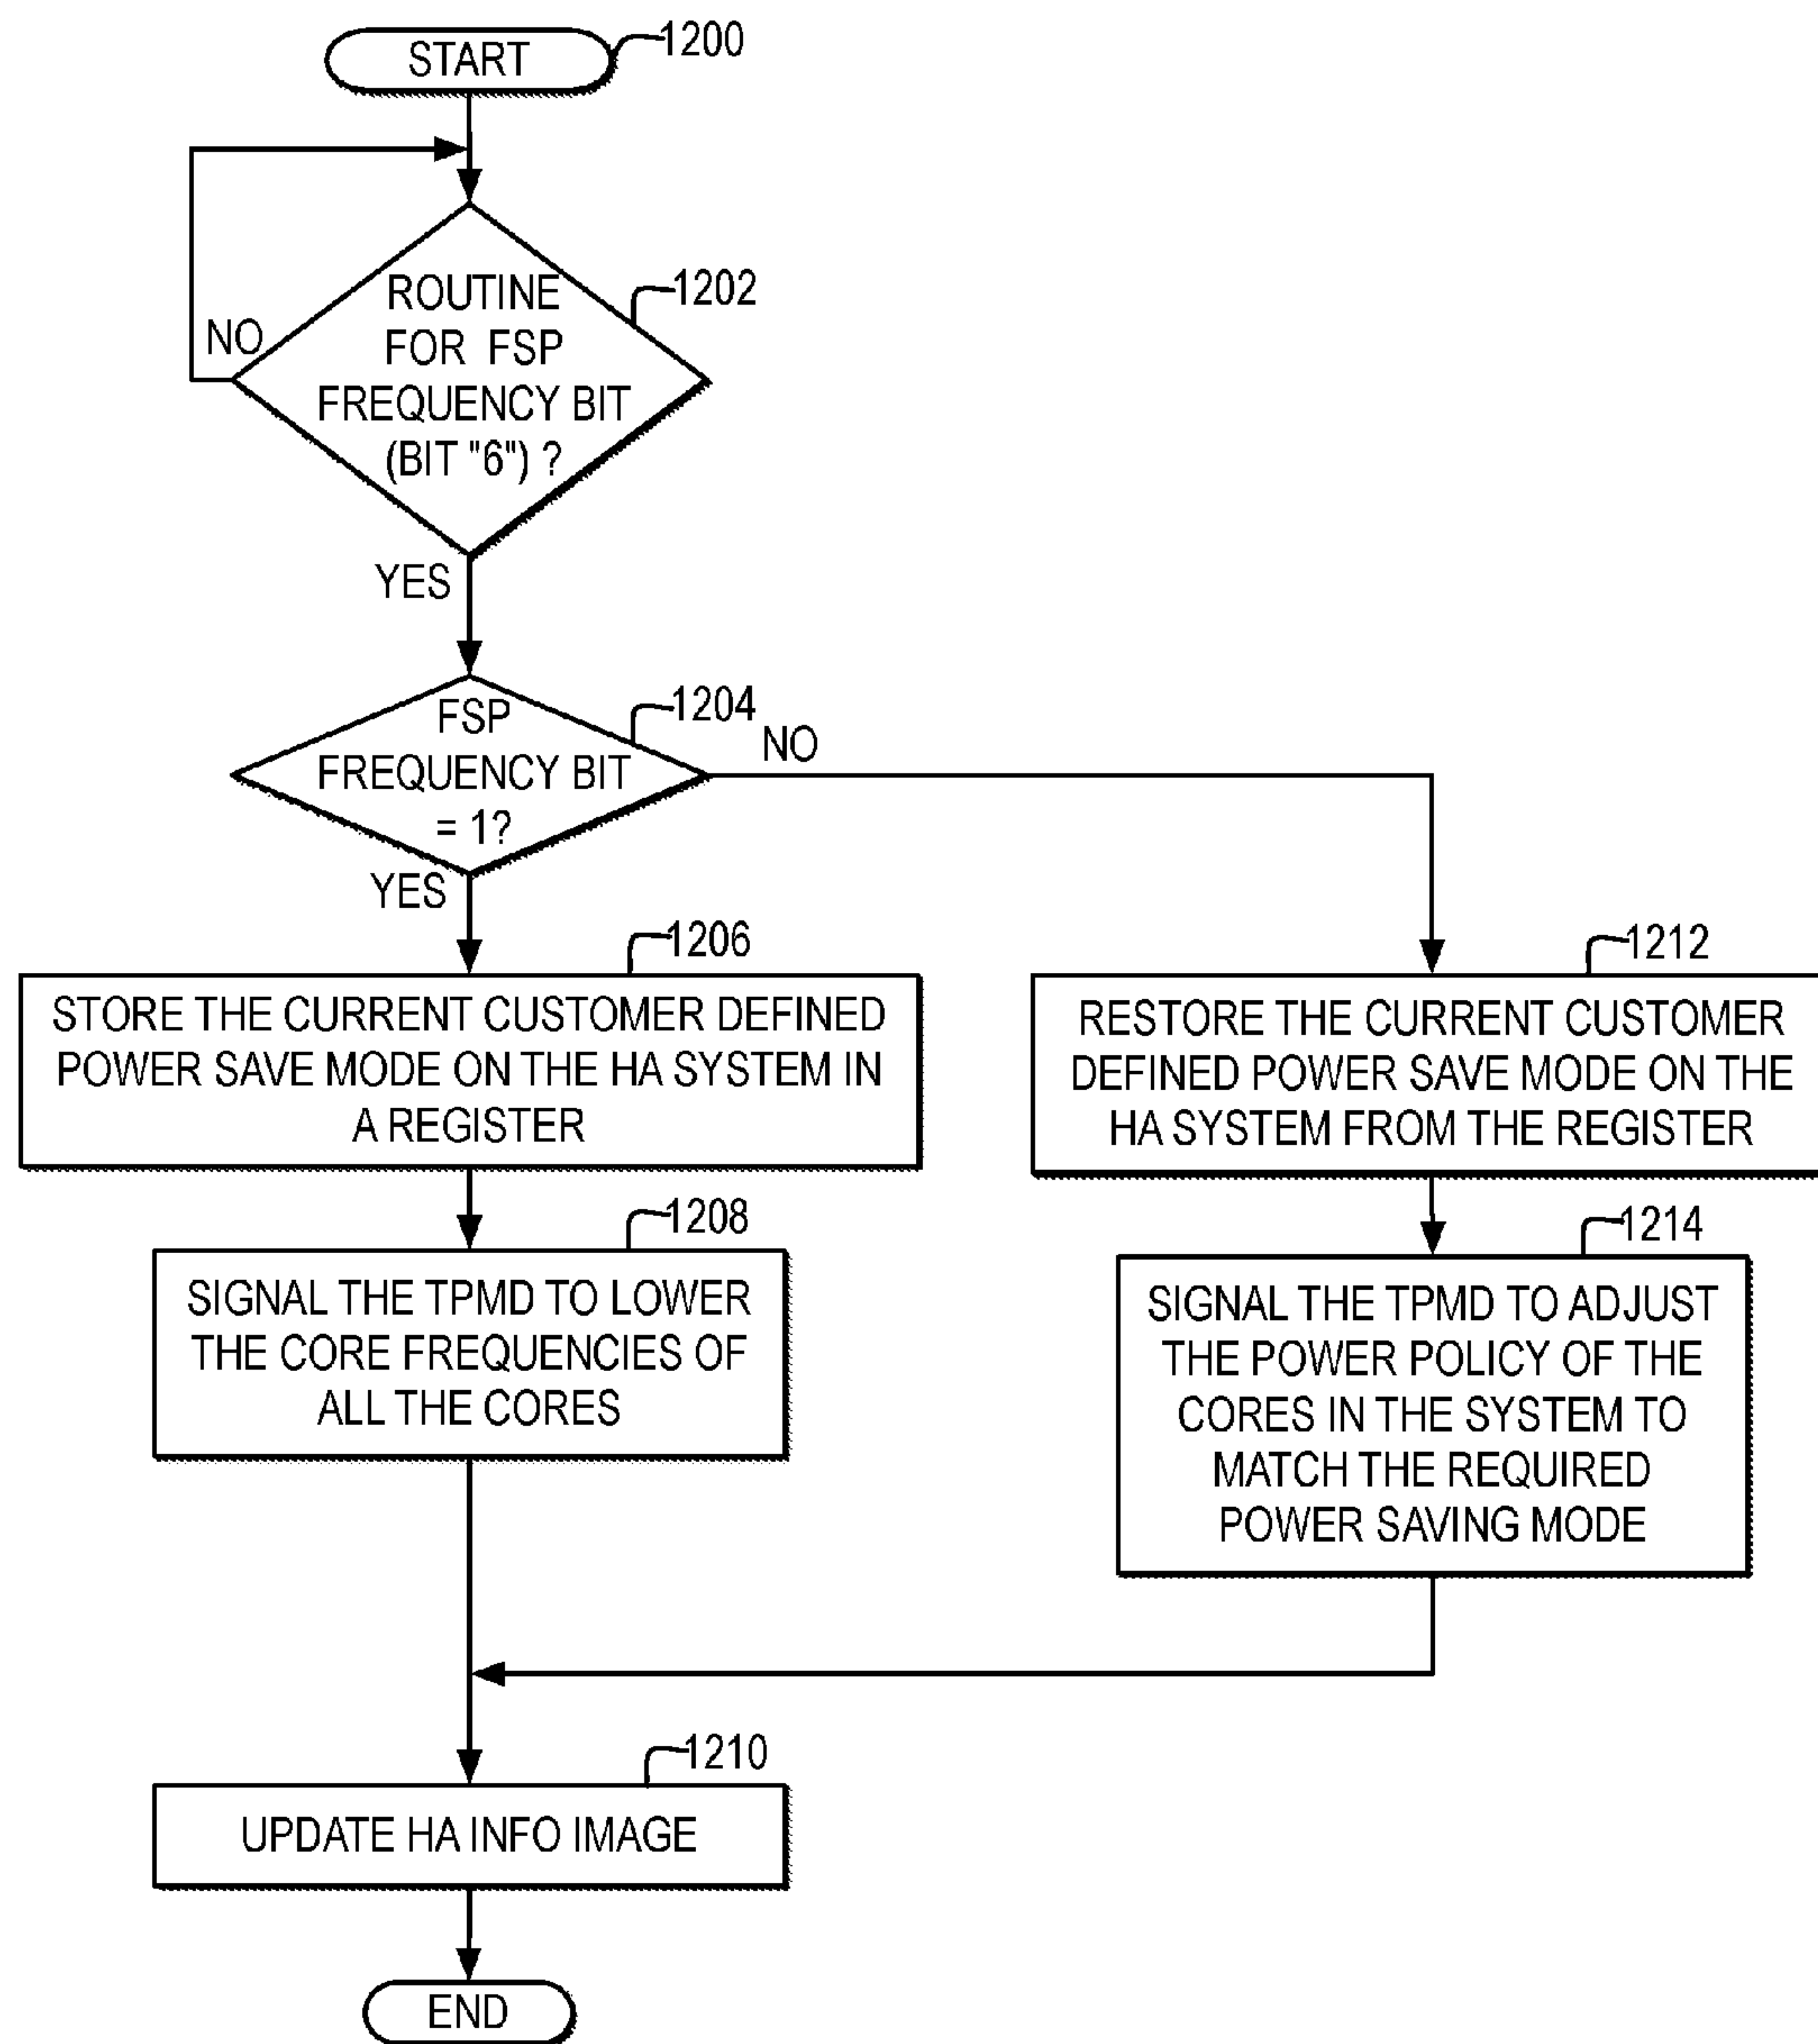 START
1200
ROUTINE
FOR FSP
FREQUENCY BIT
(BIT "6") ?
1202
NO
YES
FSP
FREQUENCY BIT
= 1?
1204
NO
YES
1206
STORE THE CURRENT CUSTOMER DEFINED
POWER SAVE MODE ON THE HA SYSTEM IN
A REGISTER
1212
RESTORE THE CURRENT CUSTOMER
DEFINED POWER SAVE MODE ON THE
HA SYSTEM FROM THE REGISTER
1208
SIGNAL THE TPMD TO LOWER
THE CORE FREQUENCIES OF
ALL THE CORES
1214
SIGNAL THE TPMD TO ADJUST
THE POWER POLICY OF THE
CORES IN THE SYSTEM TO
MATCH THE REQUIRED
POWER SAVING MODE
1210
UPDATE HA INFO IMAGE
END